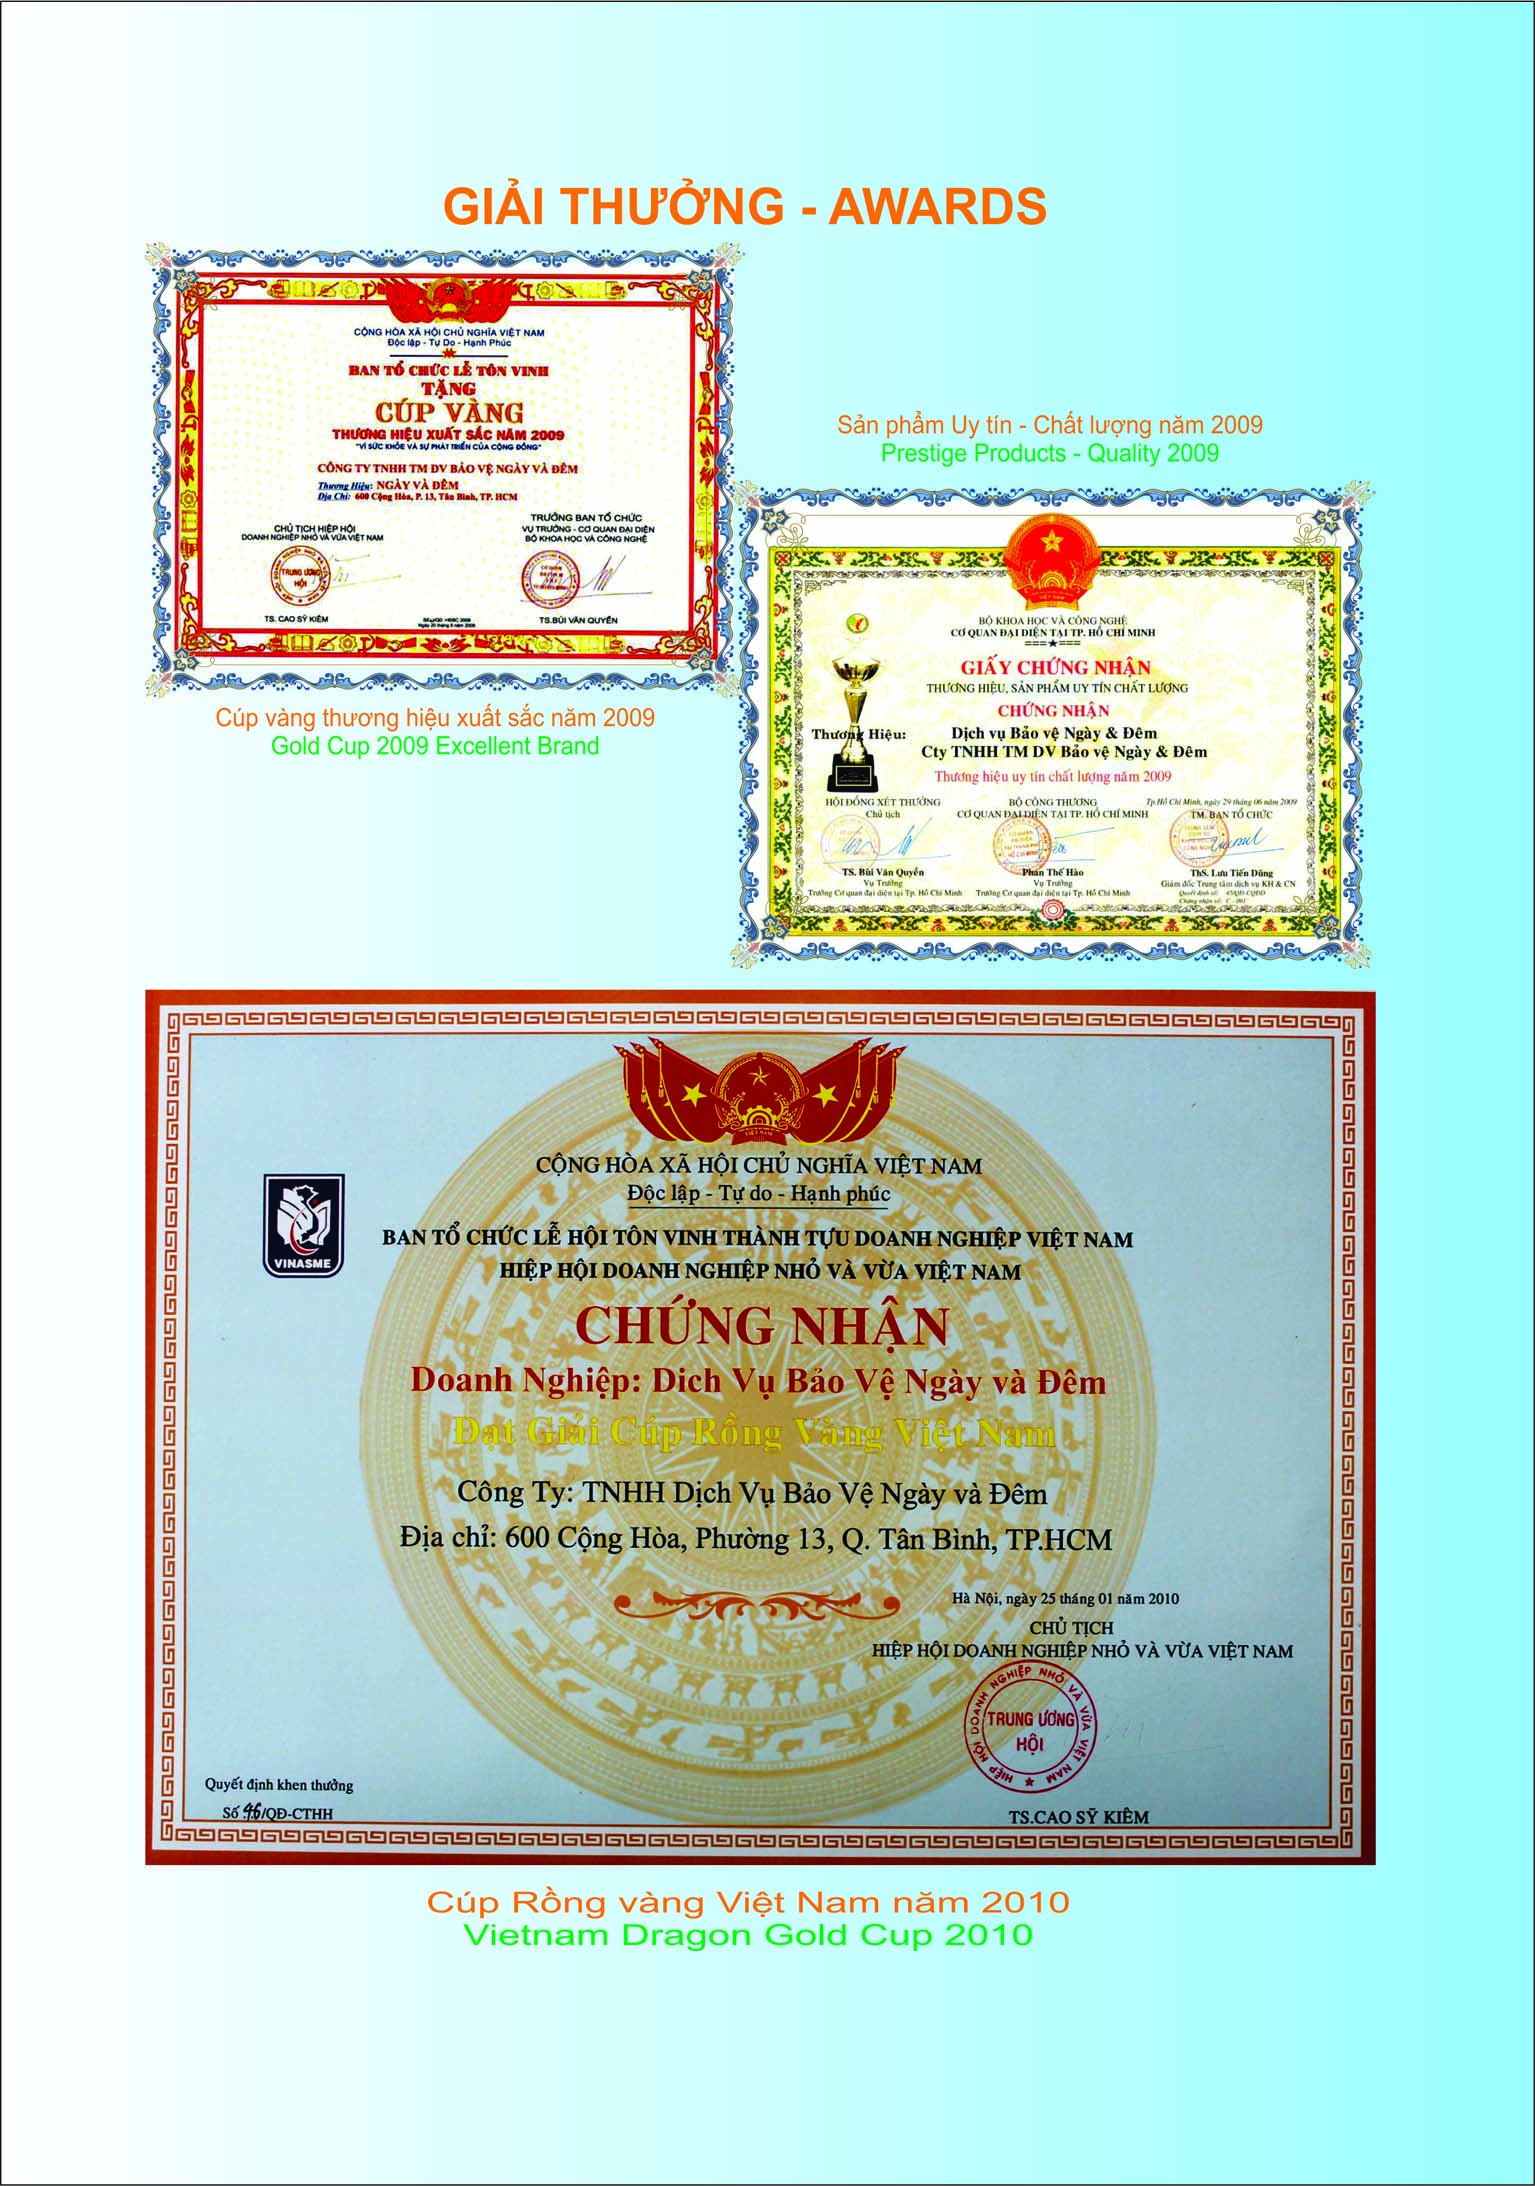 GIẢI THƯỞNG - AWARDS
CỘNG HÒA XÃ HỘI CHỦ NGHĨA VIỆT NAM
Độc lập - Tự Do - Hạnh Phúc
BAN TỔ CHỨC LỄ TÔN VINH
TẶNG
CÚP VÀNG
THƯƠNG HIỆU XUẤT SẮC NĂM 2009
"VÌ SỨC KHỎE VÀ SỰ PHÁT TRIỂN CỦA CỘNG ĐỒNG"
CÔNG TY TNHH TM DV BẢO VỆ NGÀY VÀ ĐÊM
Thương Hiệu: NGÀY VÀ ĐÊM
Địa Chỉ: 600 Cộng Hòa, P. 13, Tân Bình, TP. HCM
CHỦ TỊCH HIỆP HỘI
DOANH NGHIỆP NHỎ VÀ VỪA VIỆT NAM
TRUNG ƯƠNG
HỘI
TS. CAO SỸ KIÊM
TRƯỞNG BAN TỔ CHỨC
VỤ TRƯỞNG - CƠ QUAN ĐẠI DIỆN
BỘ KHOA HỌC VÀ CÔNG NGHỆ
TS.BÙI VĂN QUYỀN
Cúp vàng thương hiệu xuất sắc năm 2009
Gold Cup 2009 Excellent Brand
Sản phẩm Uy tín - Chất lượng năm 2009
Prestige Products - Quality 2009
VIỆT NAM
BỘ KHOA HỌC VÀ CÔNG NGHỆ
CƠ QUAN ĐẠI DIỆN TẠI TP. HỒ CHÍ MINH
GIẤY CHỨNG NHẬN
THƯƠNG HIỆU, SẢN PHẨM UY TÍN CHẤT LƯỢNG
CHỨNG NHẬN
Thương Hiệu: Dịch vụ Bảo vệ Ngày & Đêm
Cty TNHH TM DV Bảo vệ Ngày & Đêm
Thương hiệu uy tín chất lượng năm 2009
HỘI ĐỒNG XÉT THƯỞNG
Chủ tịch
TS. Bùi Văn Quyền
Vụ Trưởng
Trưởng Cơ quan đại diện tại Tp. Hồ Chí Minh
BỘ CÔNG THƯƠNG
CƠ QUAN ĐẠI DIỆN TẠI TP. HỒ CHÍ MINH
Phan Thế Hào
Vụ Trưởng
Trưởng Cơ quan đại diện tại Tp. Hồ Chí Minh
Tp.Hồ Chí Minh, ngày 29 tháng 06 năm 2009
TM. BAN TỔ CHỨC
ThS. Lưu Tiến Dũng
Giám đốc Trung tâm dịch vụ KH & CN
Quyết định số: 45/QĐ-CQĐD
Chứng nhận số: C - 091
VIỆT NAM
CỘNG HÒA XÃ HỘI CHỦ NGHĨA VIỆT NAM
Độc lập - Tự do - Hạnh phúc
VINASME
BAN TỔ CHỨC LỄ HỘI TÔN VINH THÀNH TỰU DOANH NGHIỆP VIỆT NAM
HIỆP HỘI DOANH NGHIỆP NHỎ VÀ VỪA VIỆT NAM
CHỨNG NHẬN
Doanh Nghiệp: Dich Vụ Bảo Vệ Ngày và Đêm
Đạt Giải Cúp Rồng Vàng Việt Nam
Công Ty: TNHH Dịch Vụ Bảo Vệ Ngày và Đêm
Địa chỉ: 600 Cộng Hòa, Phường 13, Q. Tân Bình, TP.HCM
Hà Nội, ngày 25 tháng 01 năm 2010
CHỦ TỊCH
HIỆP HỘI DOANH NGHIỆP NHỎ VÀ VỪA VIỆT NAM
HIỆP HỘI DOANH NGHIỆP NHỎ VÀ VỪA VIỆT NAM
TRUNG ƯƠNG
HỘI
TS.CAO SỸ KIÊM
Quyết định khen thưởng
Số 46/QĐ-CTHH
Cúp Rồng vàng Việt Nam năm 2010
Vietnam Dragon Gold Cup 2010